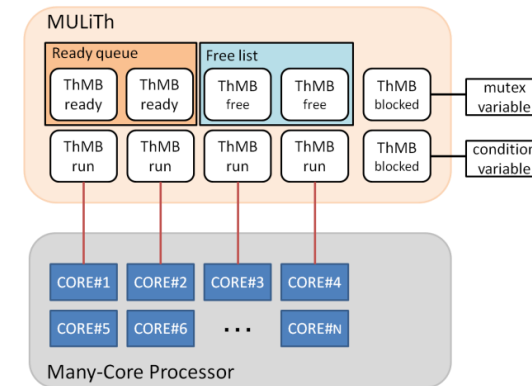 MULiTh
Ready queue
Free list
ThMB
ready
ThMB
ready
ThMB
free
ThMB
free
ThMB
blocked
mutex
variable
ThMB
run
ThMB
run
ThMB
run
ThMB
run
ThMB
blocked
condition
variable
CORE#1
CORE#2
CORE#3
CORE#4
CORE#5
CORE#6
...
CORE#N
Many-Core Processor